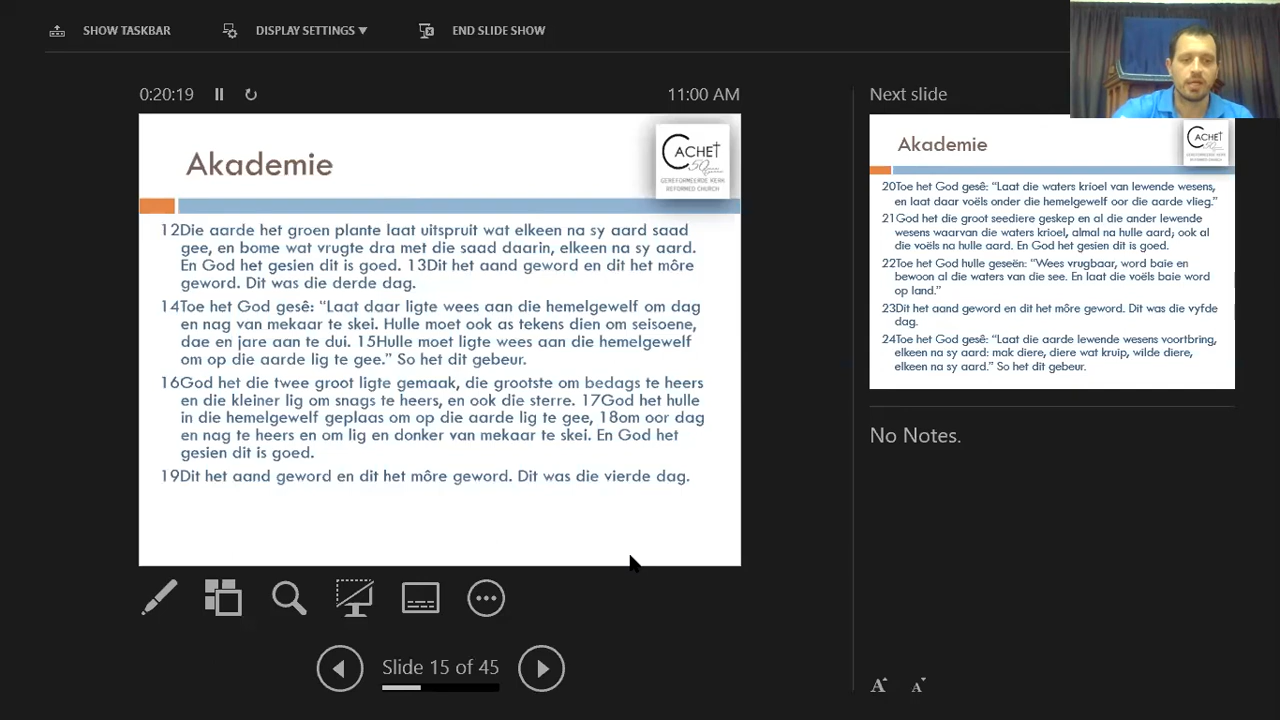 SHOW TASKBAR
DISPLAY SETTINGS ▼
END SLIDE SHOW
0:20:19
11:00 AM
Akademie
CACHET
50
GEREFORMEERDE KERK
REFORMED CHURCH
12Die aarde het groen plante laat uitspruit wat elkeen na sy aard saad
gee, en bome wat vrugte dra met die saad daarin, elkeen na sy aard.
En God het gesien dit is goed. 13Dit het aand geword en dit het môre
geword. Dit was die derde dag.
14Toe het God gesê: “Laat daar ligte wees aan die hemelgewelf om dag
en nag van mekaar te skei. Hulle moet ook as tekens dien om seisoene,
dae en jare aan te dui. 15Hulle moet ligte wees aan die hemelgewelf
om op die aarde lig te gee.” So het dit gebeur.
16God het die twee groot ligte gemaak, die grootste om bedags te heers
en die kleiner lig om snags te heers, en ook die sterre. 17God het hulle
in die hemelgewelf geplaas om op die aarde lig te gee, 18om oor dag
en nag te heers en om lig en donker van mekaar te skei. En God het
gesien dit is goed.
19Dit het aand geword en dit het môre geword. Dit was die vierde dag.
Slide 15 of 45
Next slide
Akademie
CACHET
50
GEREFORMEERDE KERK
REFORMED CHURCH
20Toe het God gesê: “Laat die waters krioel van lewende wesens,
en laat daar voëls onder die hemelgewelf oor die aarde vlieg.”
21God het die groot seediere geskep en al die ander lewende
wesens waarvan die waters krioel, almal na hulle aard; ook al
die voëls na hulle aard. En God het gesien dit is goed.
22Toe het God hulle geseën: “Wees vrugbaar, word baie en
bewoon al die waters van die see. En laat die voëls baie word
op land.”
23Dit het aand geword en dit het môre geword. Dit was die vyfde
dag.
24Toe het God gesê: “Laat die aarde lewende wesens voortbring,
elkeen na sy aard: mak diere, diere wat kruip, wilde diere,
elkeen na sy aard.” So het dit gebeur.
No Notes.
A A